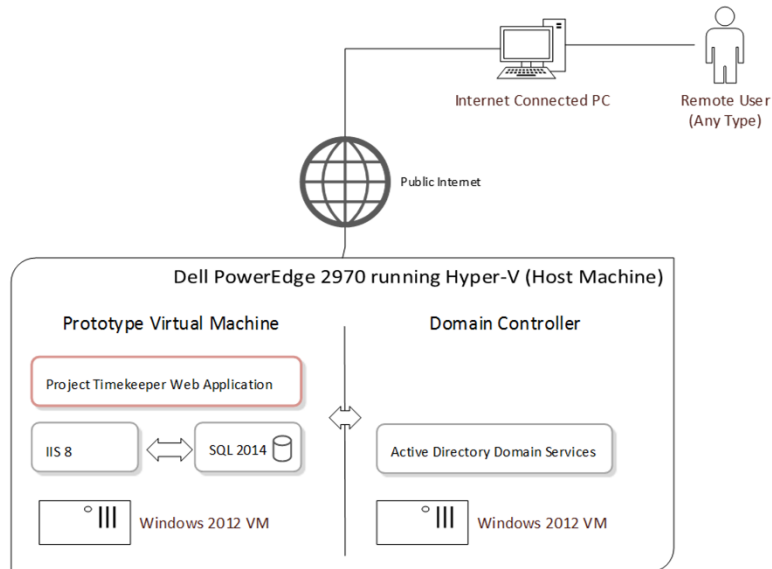 Internet Connected PC
Remote User
(Any Type)
Public Internet
Dell PowerEdge 2970 running Hyper-V (Host Machine)
Prototype Virtual Machine
Domain Controller
Project Timekeeper Web Application
IIS 8
SQL 2014
Active Directory Domain Services
Windows 2012 VM
Windows 2012 VM